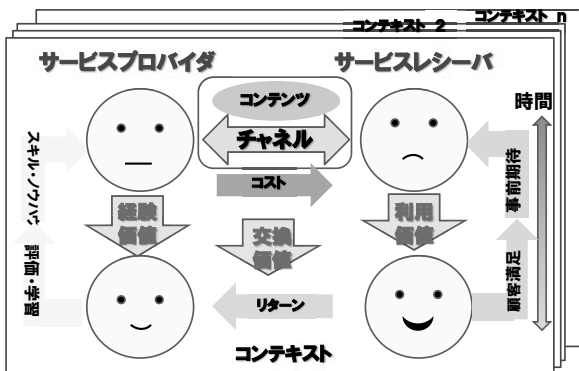 コンテキスト n
コンテキスト 2
サービスプロバイダ
サービスレシーバ
コンテンツ
チャネル
時間
コスト
スキル・ノウハウ
事前期待
経験
価値
交換
価値
利用
価値
評価・学習
顧客満足
リターン
コンテキスト